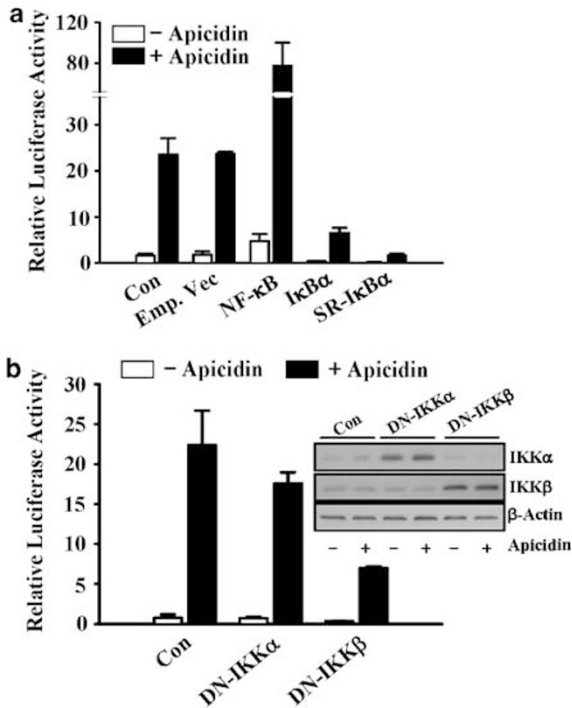 a
Relative Luciferase Activity
120
80
30
20
10
0
− Apicidin
+ Apicidin
Con
Emp. Vec
NF-κB
IκBα
SR-IκBα
b
Relative Luciferase Activity
− Apicidin
+ Apicidin
30
25
20
15
10
5
0
Con
DN-IKKα
DN-IKKβ
IKKα
IKKβ
β-Actin
− + − + − + Apicidin
Con
DN-IKKα
DN-IKKβ